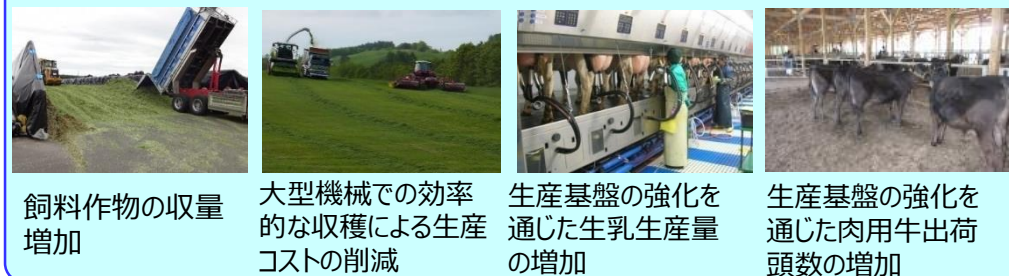 飼料作物の収量
増加
大型機械での効率
的な収穫による生産
コストの削減
生産基盤の強化を
通じた生乳生産量
の増加
生産基盤の強化を
通じた肉用牛出荷
頭数の増加